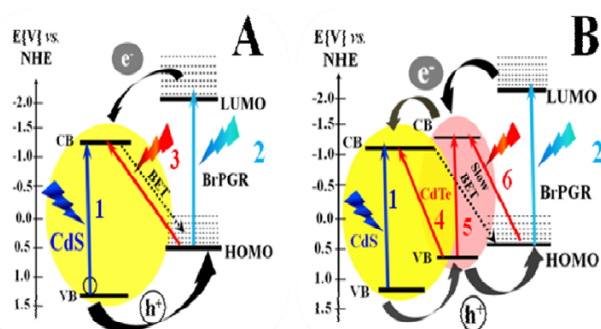 A
E{V} vs.
NHE
e-
-2.0
-1.5
-1.0
-0.5
0.0
0.5
1.0
1.5
LUMO
CB
3
2
BET
BrPGR
1
CdS
HOMO
VB
h+
B
E{V} vs.
NHE
e-
-2.0
-1.5
-1.0
-0.5
0.0
0.5
1.0
1.5
LUMO
CB
CB
2
1
BET
Slow
6
CdTe
BrPGR
CdS
4
5
HOMO
VB
VB
h+